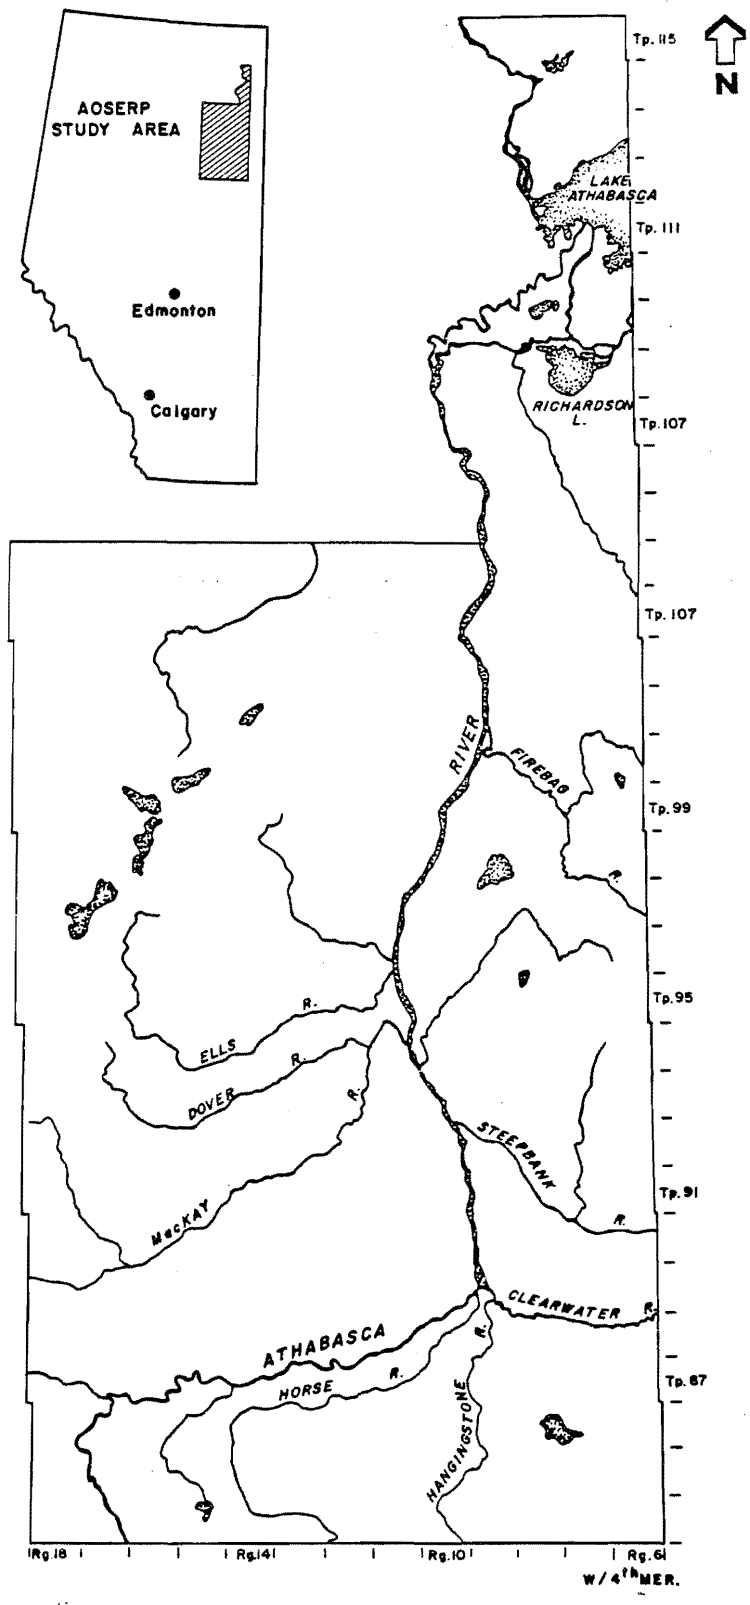 AOSERP
STUDY AREA
Edmonton
Calgary
Tp. 115
N
LAKE
ATHABASCA
Tp. 111
RICHARDSON
L.
Tp. 107
Tp. 107
RIVER
FIREBAG
R.
Tp. 99
Tp. 95
ELLS R.
DOVER R.
MacKAY R.
STEEPBANK R.
Tp. 91
CLEARWATER R.
ATHABASCA
HORSE R.
HANGINGSTONE R.
Tp. 87
Rg. 18
Rg. 14
Rg. 10
Rg. 6
W/4th MER.